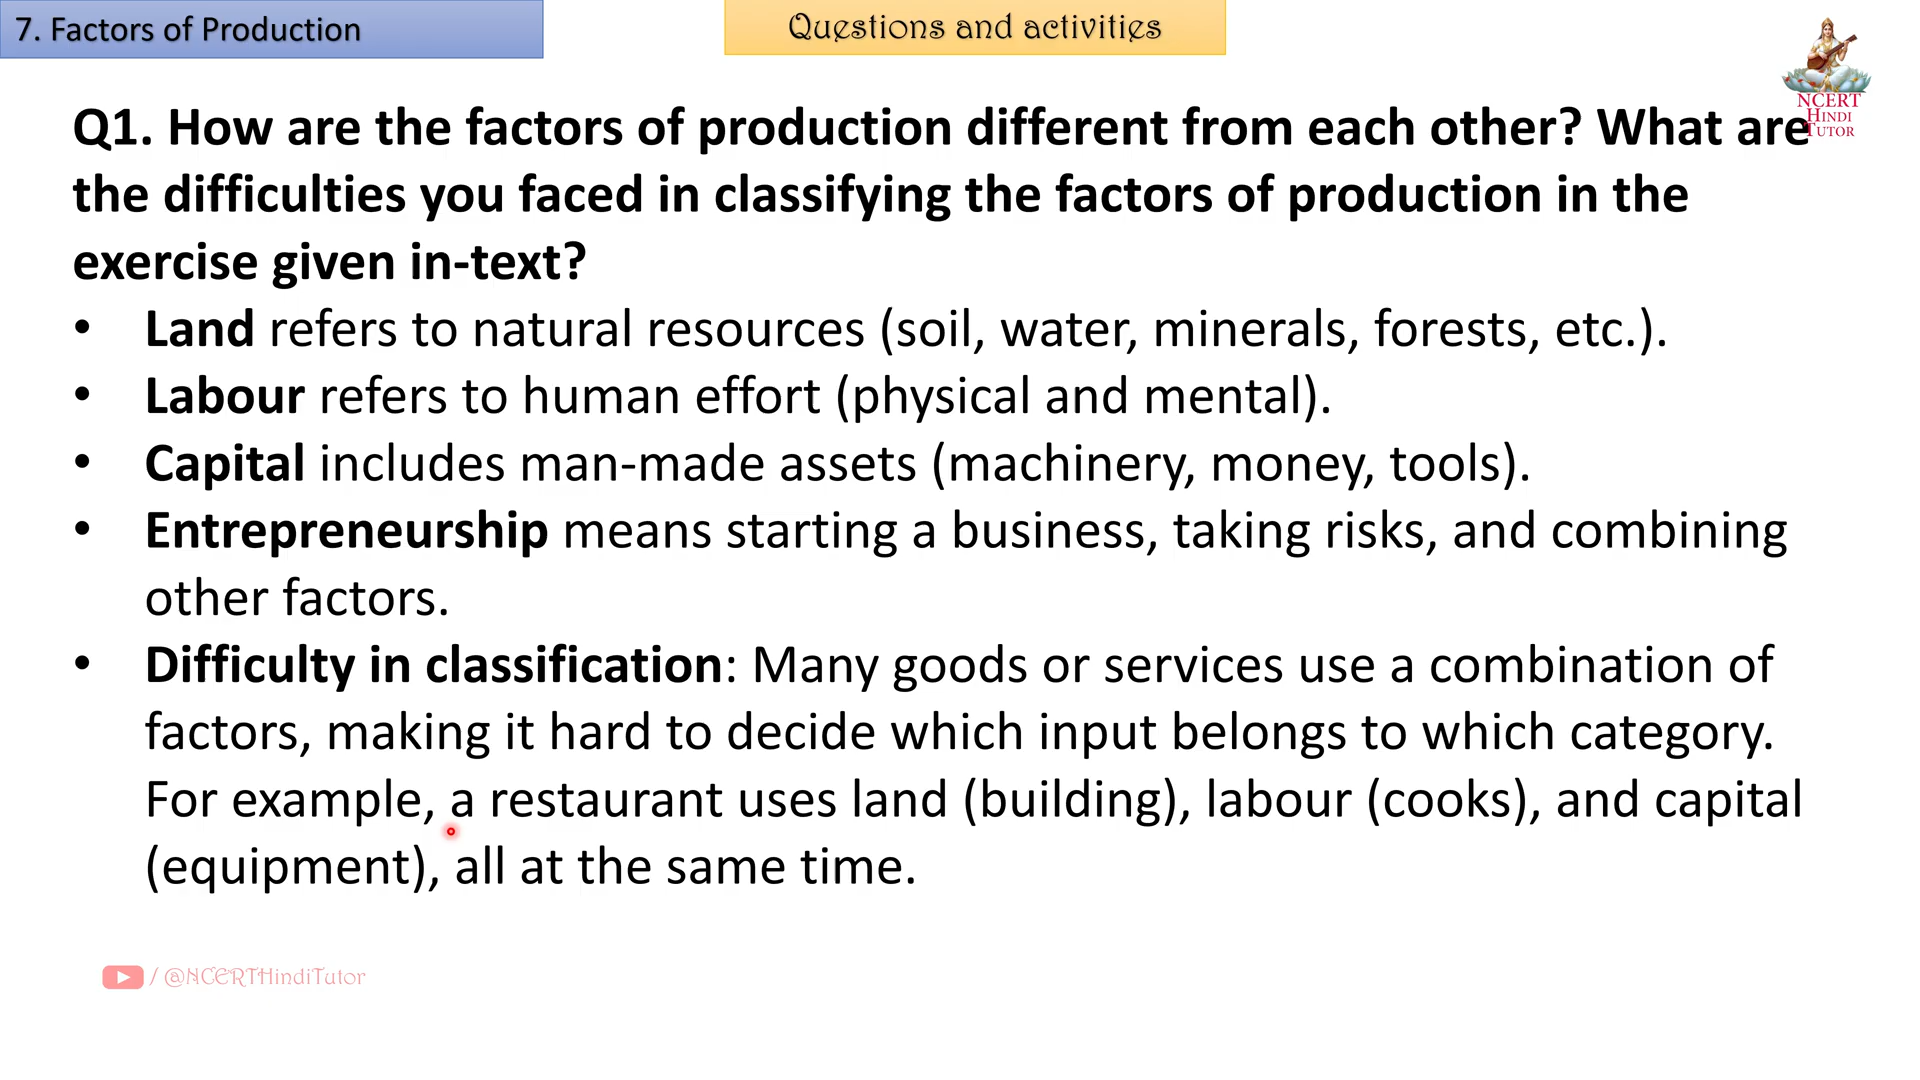 7. Factors of Production
Questions and activities
NCERT
HINDI
TUTOR
Q1. How are the factors of production different from each other? What are
the difficulties you faced in classifying the factors of production in the
exercise given in-text?
• Land refers to natural resources (soil, water, minerals, forests, etc.).
• Labour refers to human effort (physical and mental).
• Capital includes man-made assets (machinery, money, tools).
• Entrepreneurship means starting a business, taking risks, and combining
other factors.
• Difficulty in classification: Many goods or services use a combination of
factors, making it hard to decide which input belongs to which category.
For example, a restaurant uses land (building), labour (cooks), and capital
(equipment), all at the same time.
/ @NCERTHindiTutor